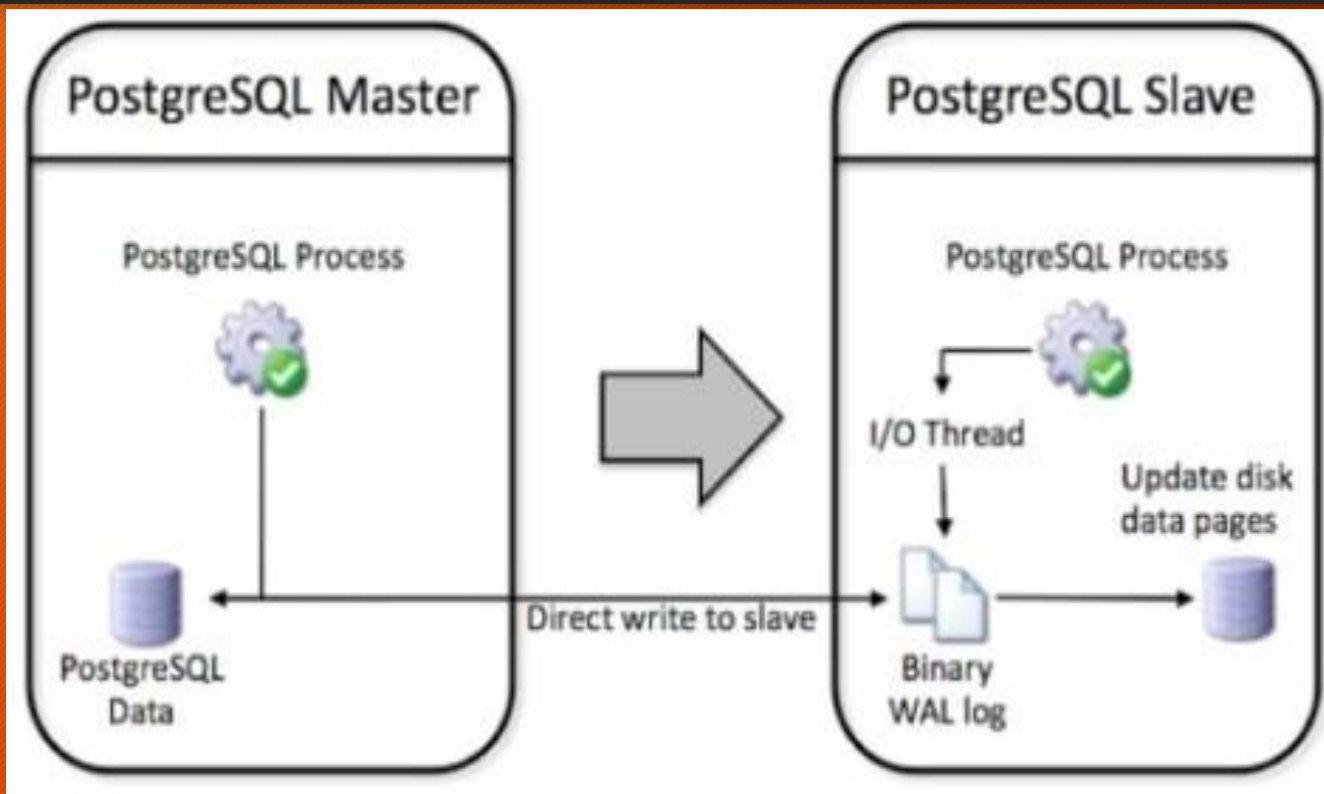 PostgreSQL Master
PostgreSQL Process
PostgreSQL
Data
Direct write to slave
PostgreSQL Slave
PostgreSQL Process
I/O Thread
Update disk
data pages
Binary
WAL log